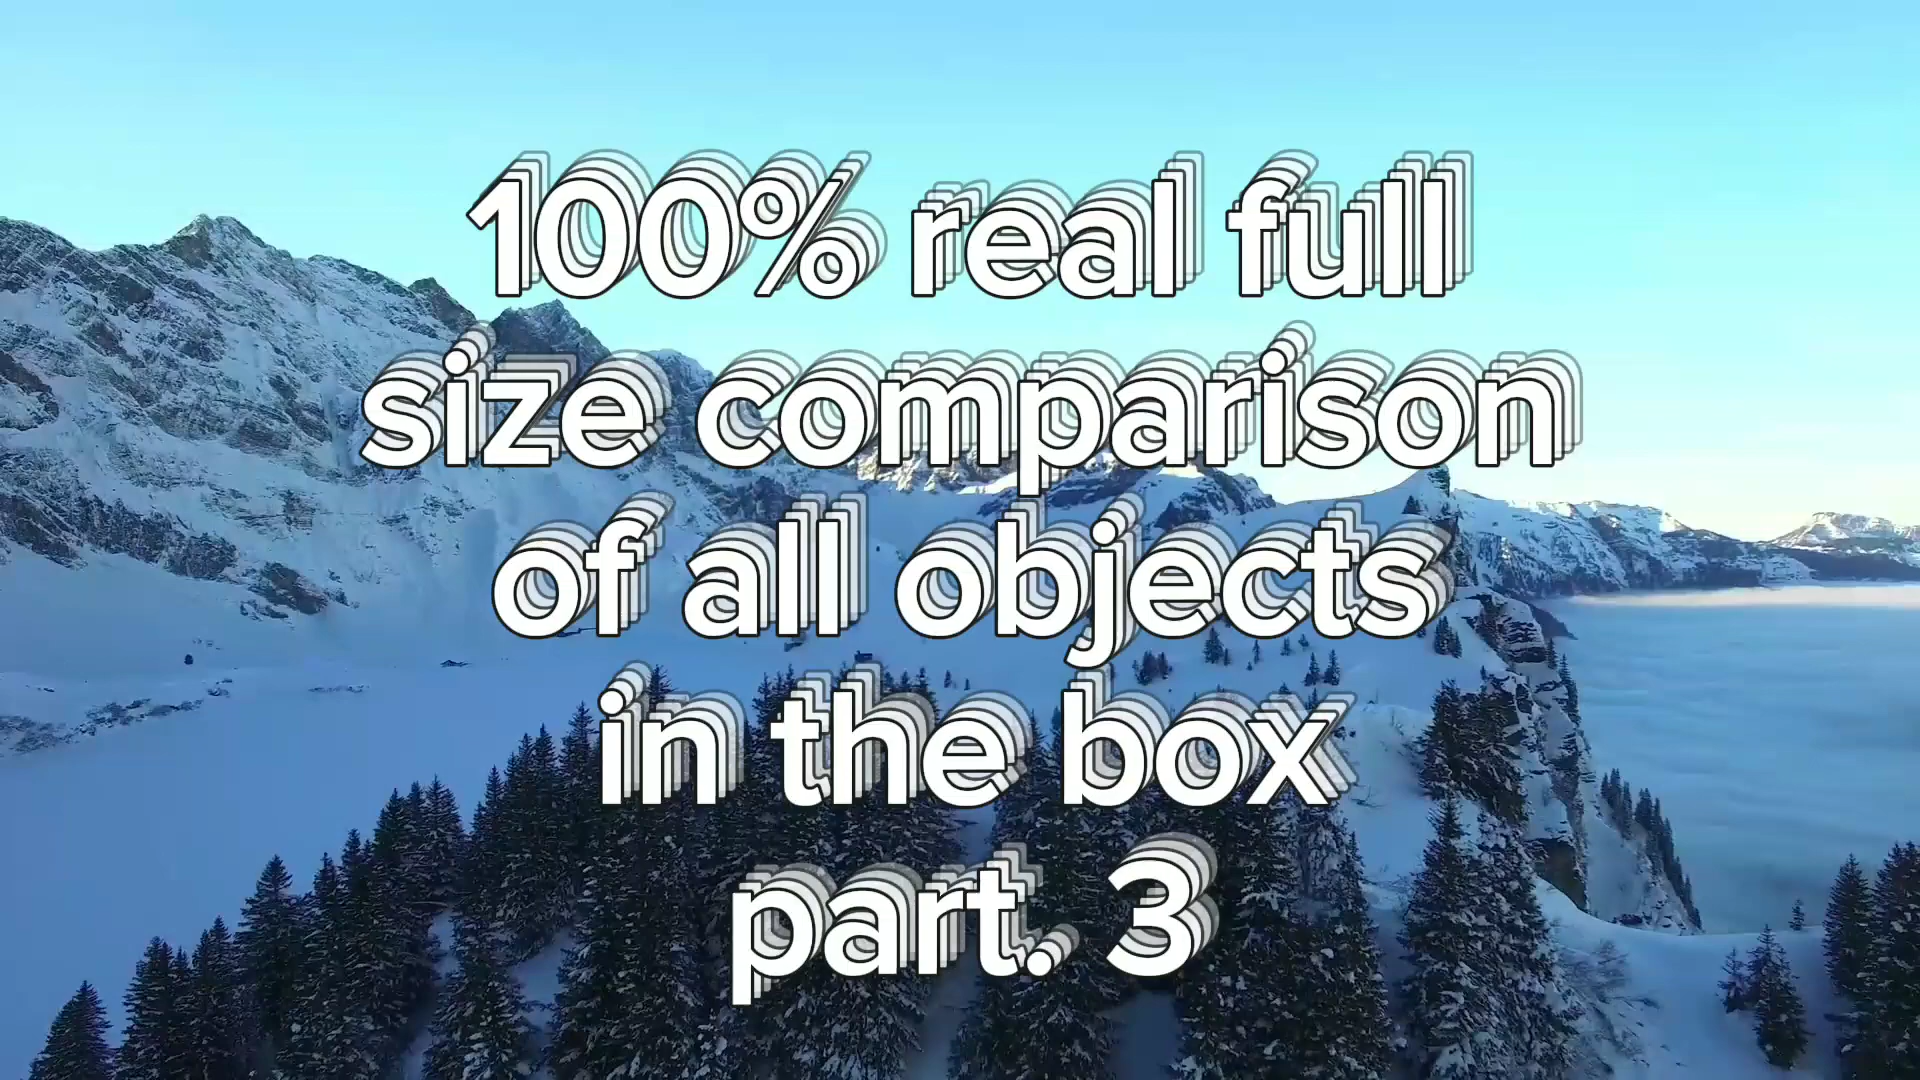 100% real full
size comparison
of all objects
in the box
part. 3